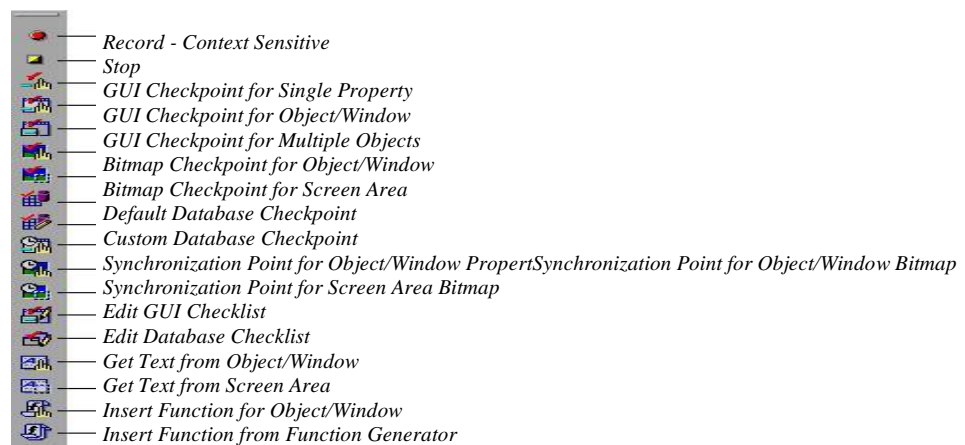 Record - Context Sensitive
Stop
GUI Checkpoint for Single Property
GUI Checkpoint for Object/Window
GUI Checkpoint for Multiple Objects
Bitmap Checkpoint for Object/Window
Bitmap Checkpoint for Screen Area
Default Database Checkpoint
Custom Database Checkpoint
Synchronization Point for Object/Window PropertSynchronization Point for Object/Window Bitmap
Synchronization Point for Screen Area Bitmap
Edit GUI Checklist
Edit Database Checklist
Get Text from Object/Window
Get Text from Screen Area
Insert Function for Object/Window
Insert Function from Function Generator